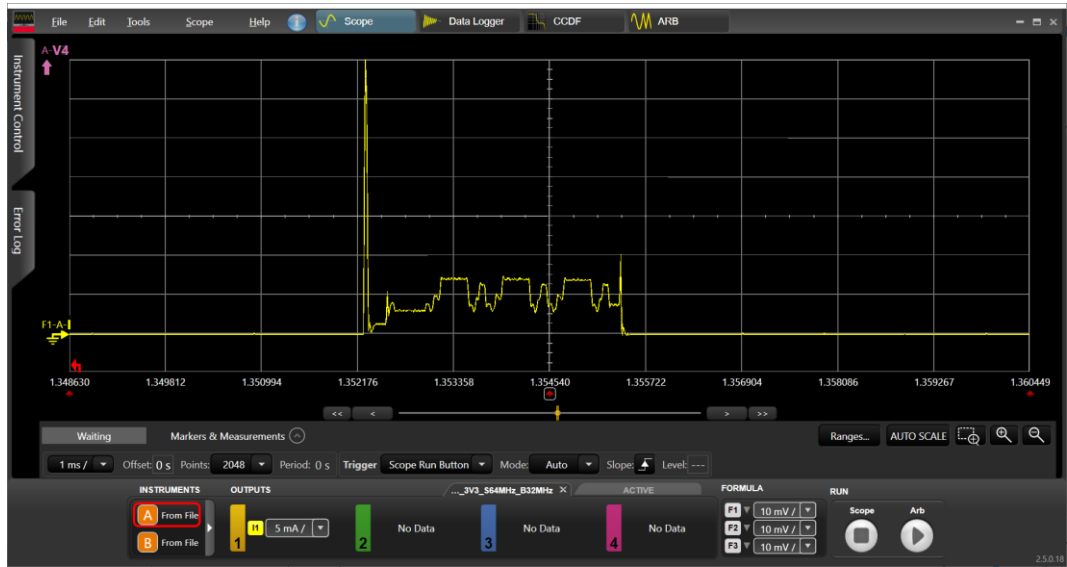 File Edit Tools Scope Help Scope Data Logger CCDF ARB
Instrument Control
Error Log
A-V4
F1-A-I
1.348630 1.349812 1.350994 1.352176 1.353358 1.354540 1.355722 1.356904 1.358086 1.359267 1.360449
<< < > >>
Waiting Markers & Measurements Ranges... AUTO SCALE
1 ms / Offset: 0 s Points: 2048 Period: 0 s Trigger Scope Run Button Mode: Auto Slope: Level: ---
INSTRUMENTS OUTPUTS ..._3V3_S64MHz_B32MHz × ACTIVE FORMULA RUN
A From File 1 I1 5 mA / 2 No Data 3 No Data 4 No Data F1 10 mV / Scope Arb
F2 10 mV /
B From File F3 10 mV /
2.5.0.18